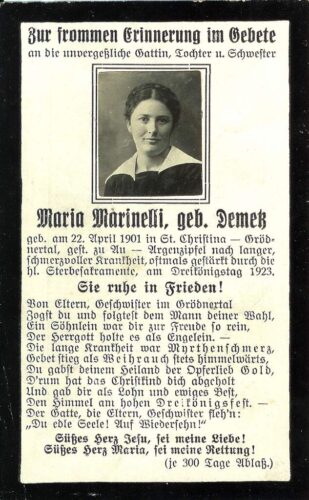 Zur frommen Erinnerung im Gebete
an die unvergeßliche Gattin, Tochter u. Schwester
Maria Marinelli, geb. Demetz
geb. am 22. April 1901 in St. Christina — Gröd-
nertal, gest. zu Au — Argenzipfel nach langer,
schmerzvoller Krankheit, oftmals gestärkt durch die
hl. Sterbesakramente, am Dreikönigstag 1923.
Sie ruhe in Frieden!
Von Eltern, Geschwister im Grödnertal
Zogst du und folgtest dem Mann deiner Wahl,
Ein Söhnlein war dir zur Freude so rein,
Der Herrgott holte es als Engelein. —
Die lange Krankheit war Myrthenschmerz,
Gebet stieg als Weihrauch stets himmelwärts,
Du gabst deinem Heiland der Opferlieb Gold,
D'rum hat das Christkind dich abgeholt
Und gab dir als Lohn und ewiges Best,
Den Himmel am hohen Dreikönigsfest. —
Der Gatte, die Eltern, Geschwister fleh'n:
„Du edle Seele! Auf Wiedersehn!"
Süßes Herz Jesu, sei meine Liebe!
Süßes Herz Maria, sei meine Rettung!
(je 300 Tage Ablaß.)